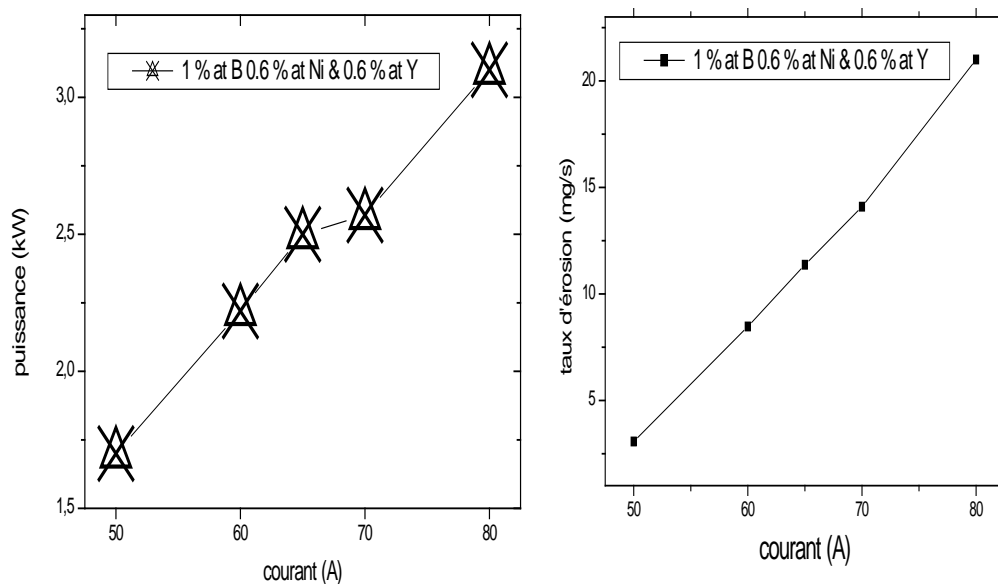 1 % at B 0.6 % at Ni & 0.6 % at Y
puissance (kW)
3,0
2,5
2,0
1,5
50 60 70 80
courant (A)
1 % at B 0.6 % at Ni & 0.6 % at Y
taux d'érosion (mg/s)
20
15
10
5
50 60 70 80
courant (A)